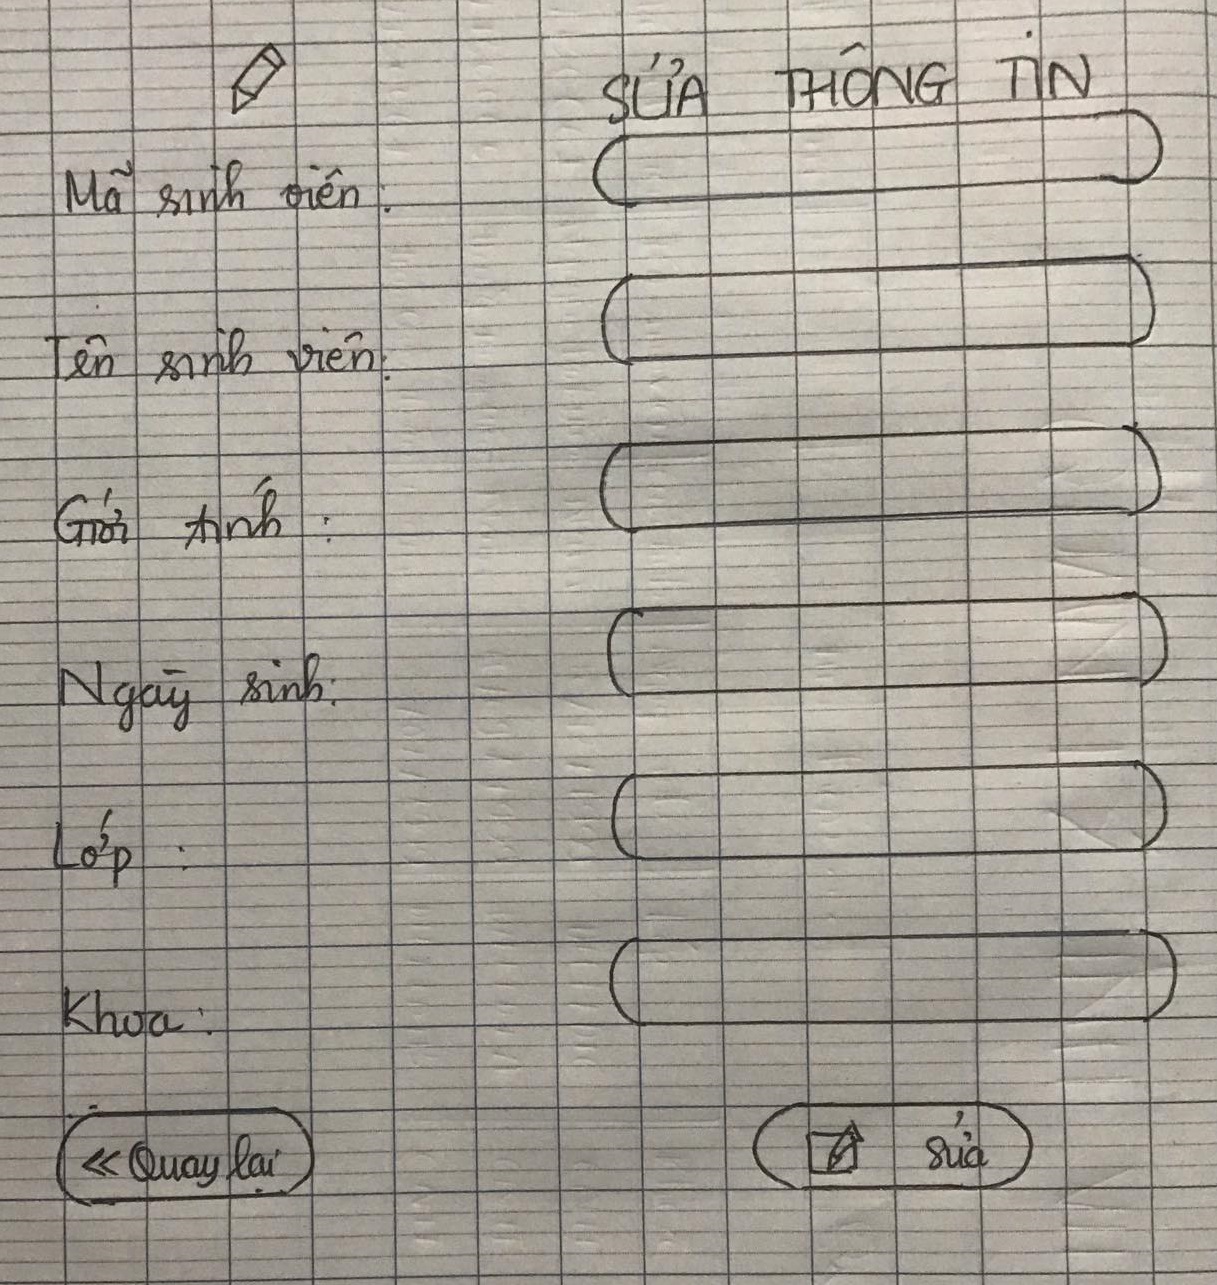 SỬA THÔNG TIN
Mã sinh viên:
Tên sinh viên:
Giới tính:
Ngày sinh:
Lớp:
Khoa:
<< Quay lại
sửa